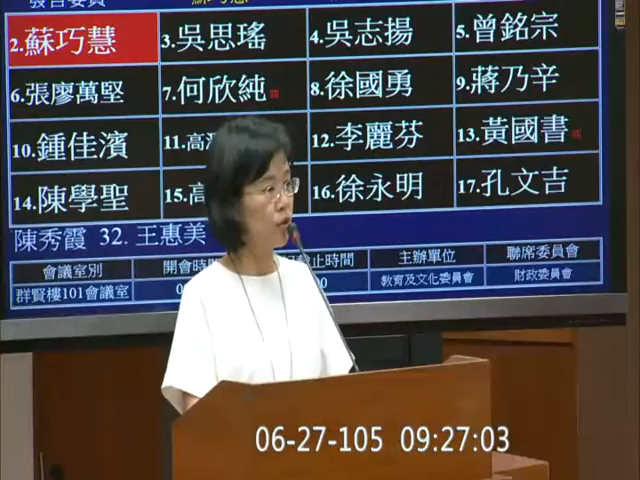 2.蘇巧慧 3.吳思瑤 4.吳志揚 5.曾銘宗
6.張廖萬堅 7.何欣純 8.徐國勇 9.蔣乃辛
10.鍾佳濱 11.高 12.李麗芬 13.黃國書
14.陳學聖 15.高 16.徐永明 17.孔文吉
陳秀霞 32. 王惠美
會議室別 開會時 止時間 主辦單位 聯席委員會
群賢樓101會議室 教育及文化委員會 財政委員會
06-27-105 09:27:03